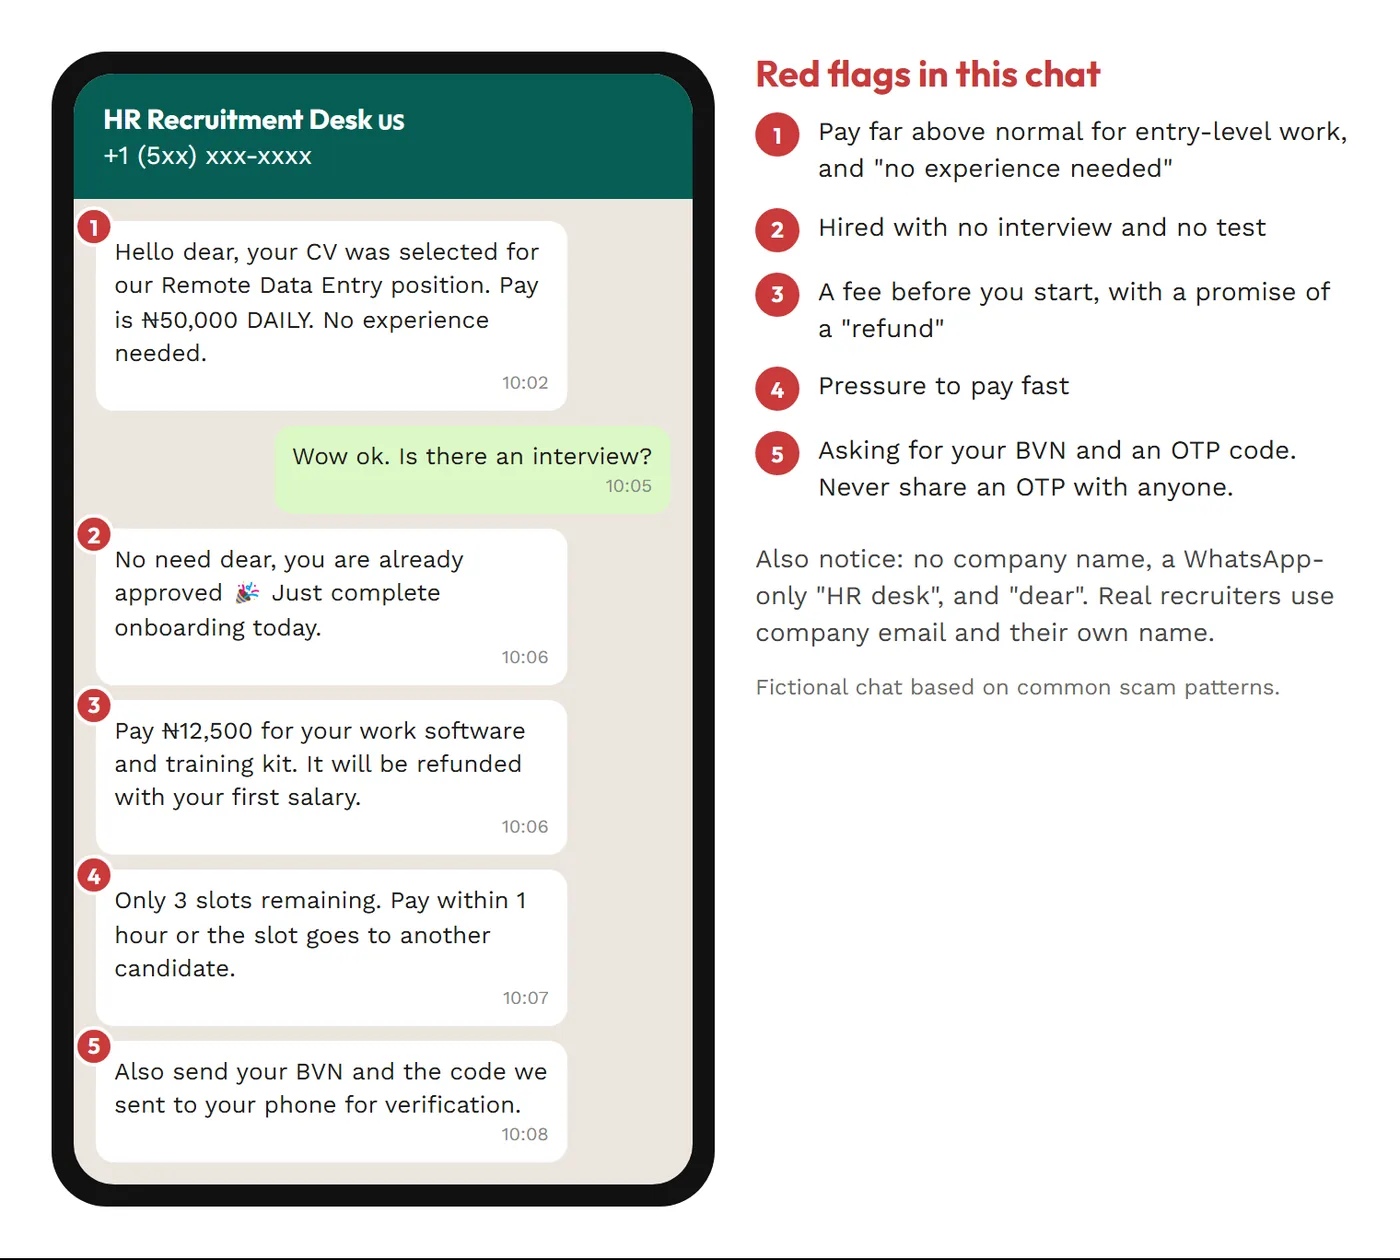 HR Recruitment Desk US
+1 (5xx) xxx-xxxx
1
Hello dear, your CV was selected for
our Remote Data Entry position. Pay
is ₦50,000 DAILY. No experience
needed.
10:02
Wow ok. Is there an interview?
10:05
2
No need dear, you are already
approved 🎉 Just complete
onboarding today.
10:06
3
Pay ₦12,500 for your work software
and training kit. It will be refunded
with your first salary.
10:06
4
Only 3 slots remaining. Pay within 1
hour or the slot goes to another
candidate.
10:07
5
Also send your BVN and the code we
sent to your phone for verification.
10:08
Red flags in this chat
1 Pay far above normal for entry-level work,
and "no experience needed"
2 Hired with no interview and no test
3 A fee before you start, with a promise of
a "refund"
4 Pressure to pay fast
5 Asking for your BVN and an OTP code.
Never share an OTP with anyone.
Also notice: no company name, a WhatsApp-
only "HR desk", and "dear". Real recruiters use
company email and their own name.
Fictional chat based on common scam patterns.